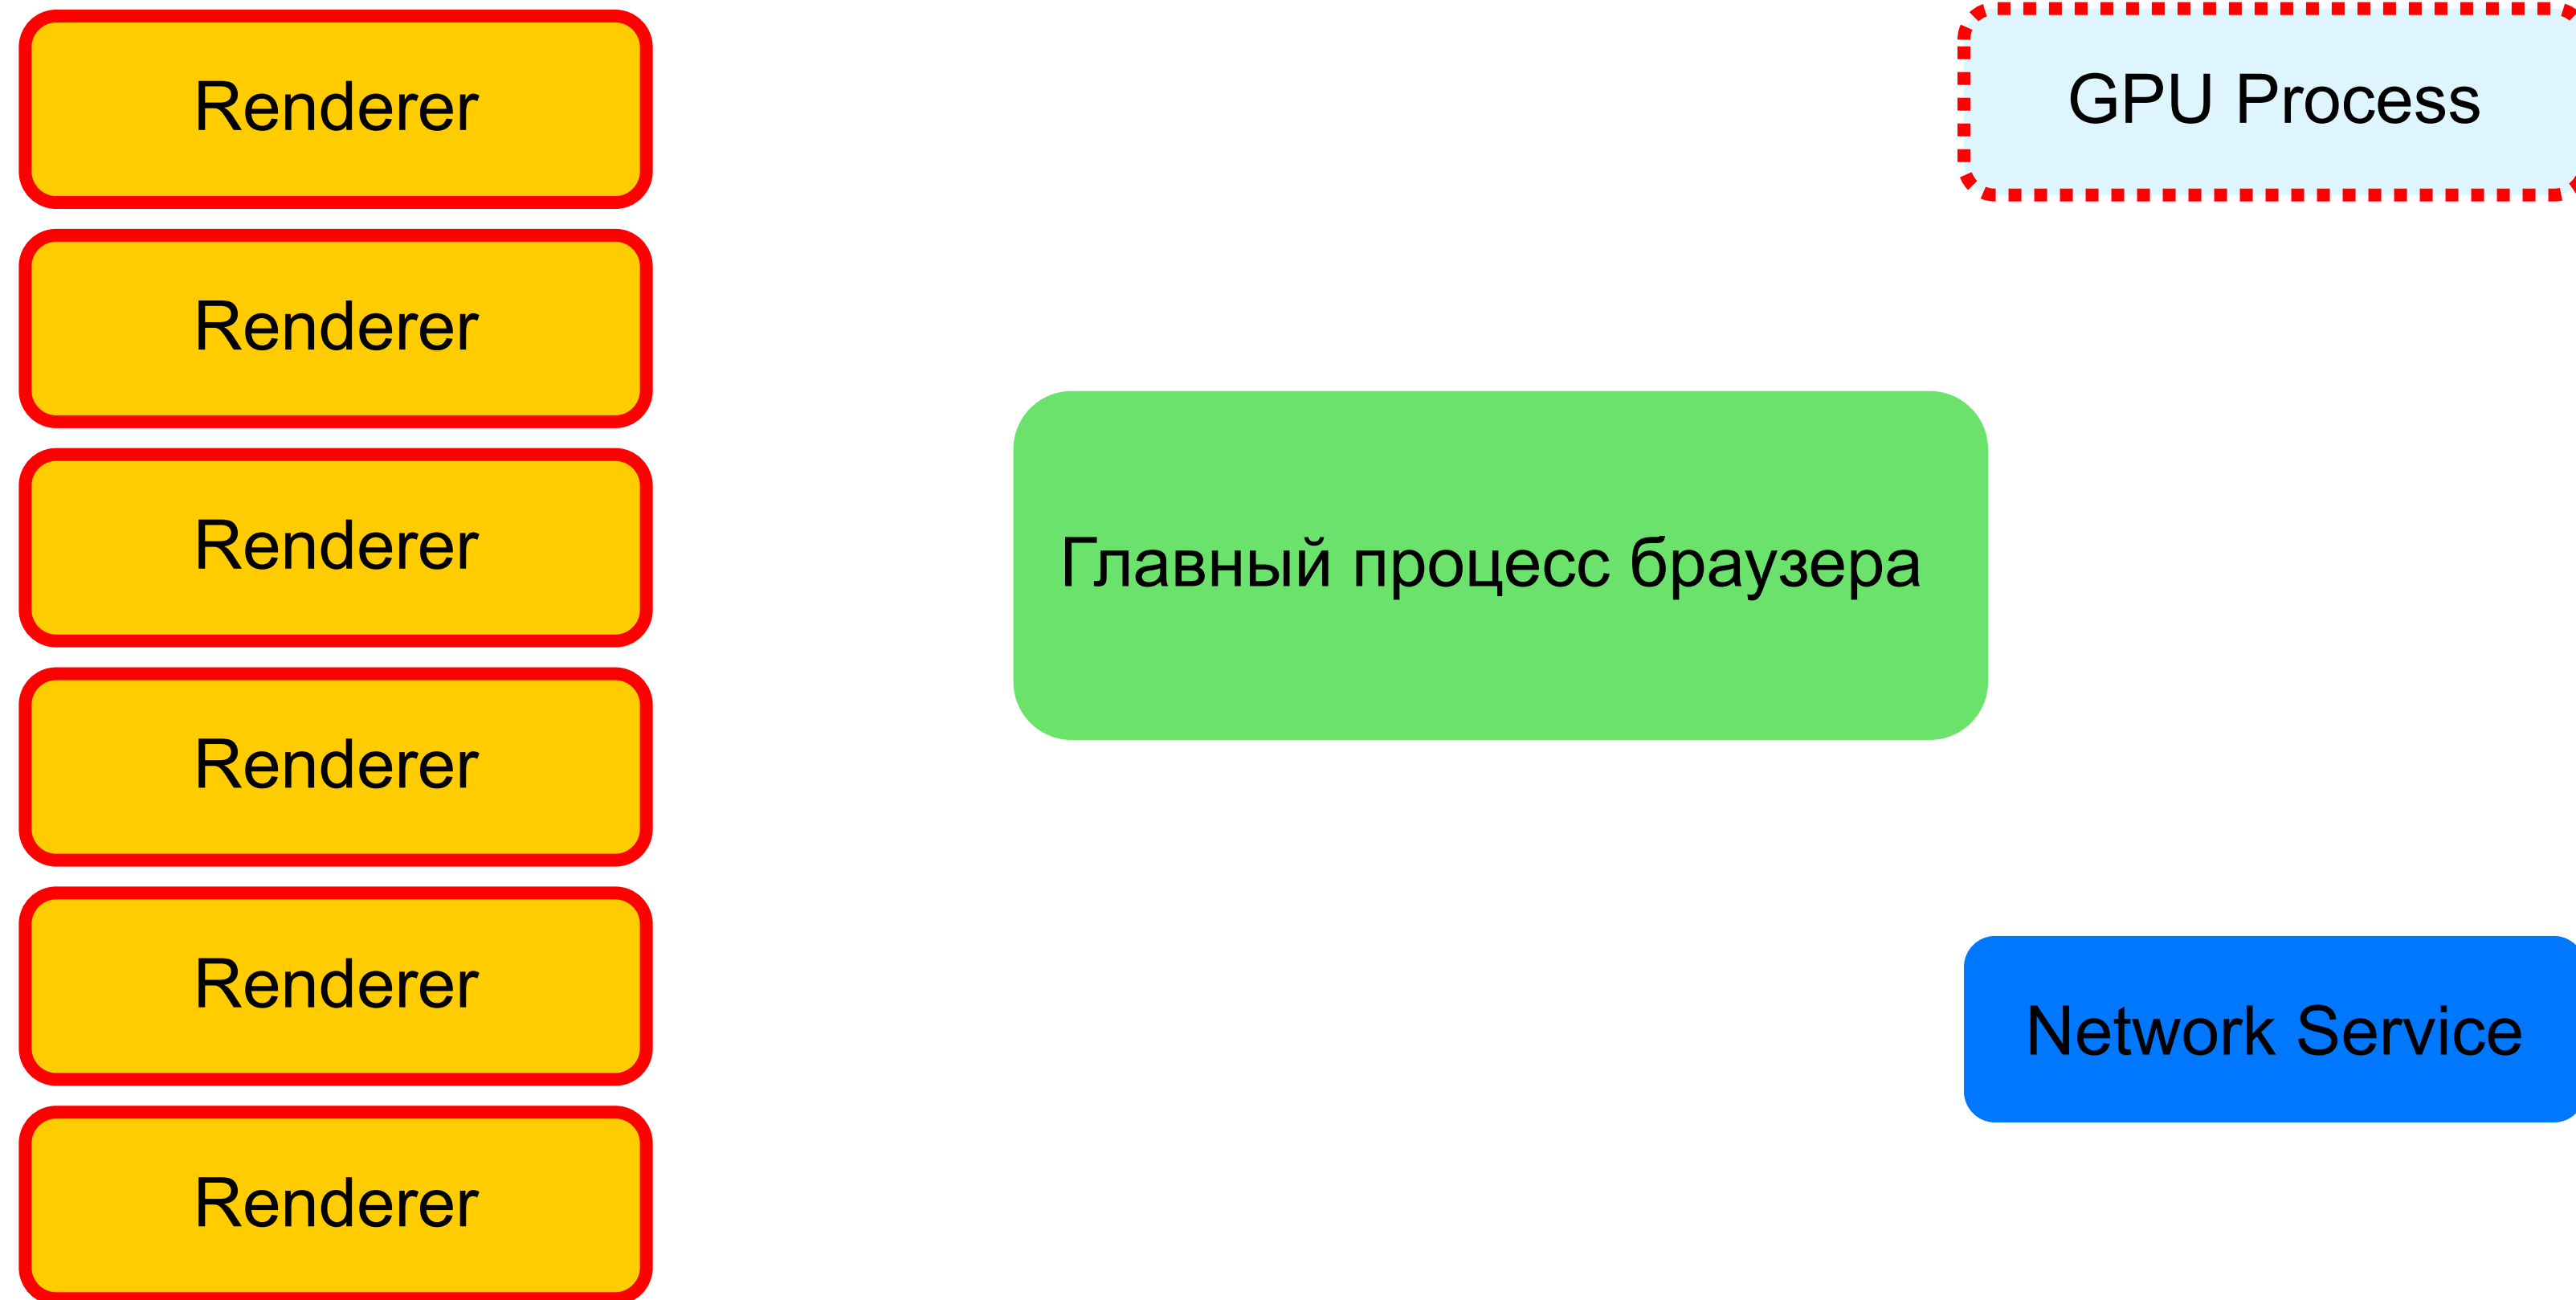 Renderer
Renderer
Renderer
Renderer
Renderer
Renderer
Главный процесс браузера
GPU Process
Network Service